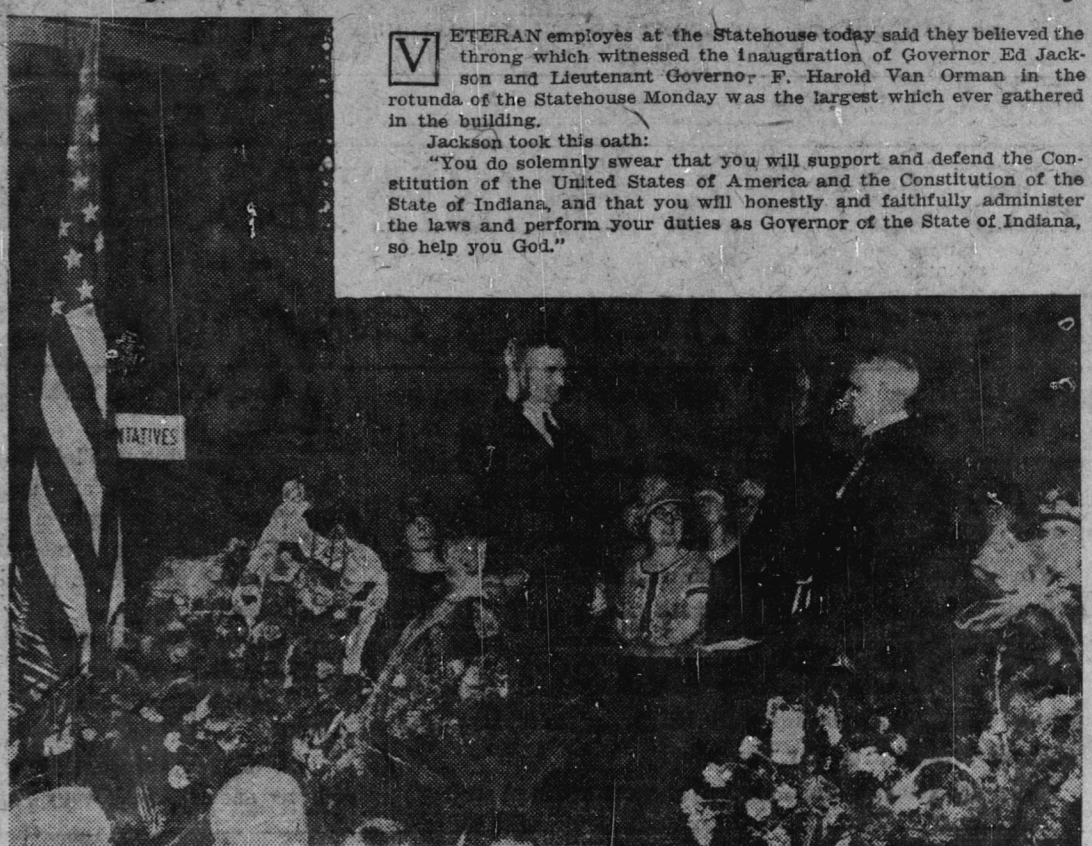 VETERAN employes at the Statehouse today said they believed the
throng which witnessed the inauguration of Governor Ed Jack-
son and Lieutenant Governor F. Harold Van Orman in the
rotunda of the Statehouse Monday was the largest which ever gathered
in the building.
Jackson took this oath:
"You do solemnly swear that you will support and defend the Con-
stitution of the United States of America and the Constitution of the
State of Indiana, and that you will honestly and faithfully administer
the laws and perform your duties as Governor of the State of Indiana,
so help you God."
NTATIVES